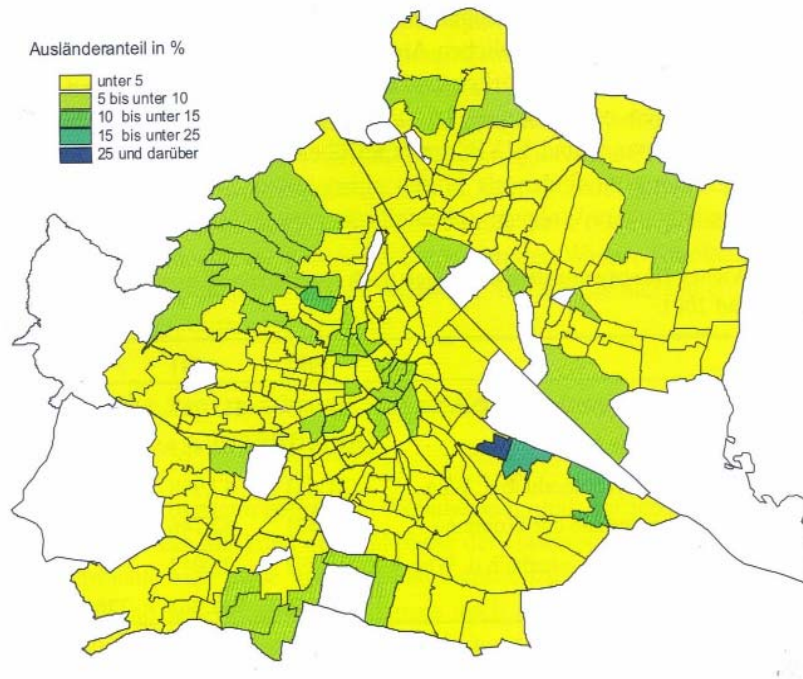 Ausländeranteil in %
unter 5
5 bis unter 10
10 bis unter 15
15 bis unter 25
25 und darüber